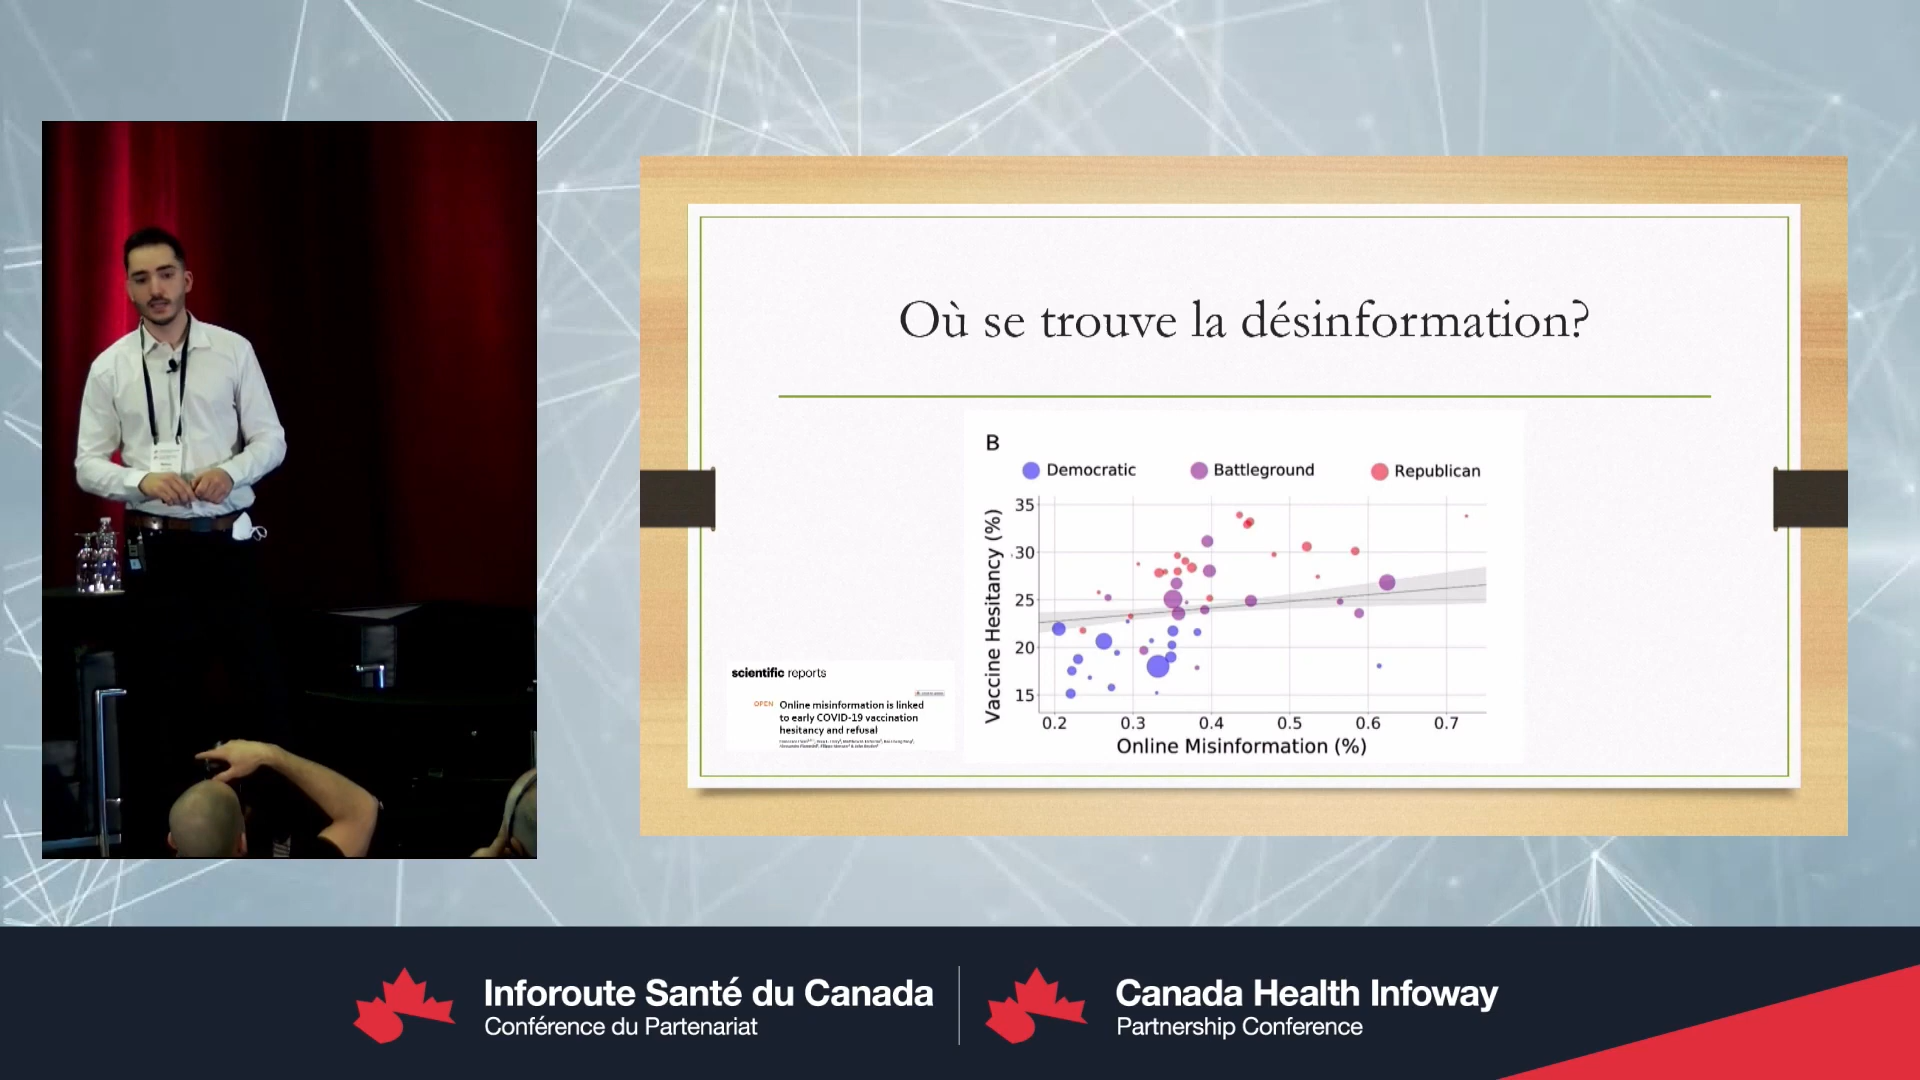 Où se trouve la désinformation?
B
Democratic
Battleground
Republican
Vaccine Hesitancy (%)
35
30
25
20
15
0.2
0.3
0.4
0.5
0.6
0.7
Online Misinformation (%)
scientific reports
OPEN
Online misinformation is linked
to early COVID-19 vaccination
hesitancy and refusal
Inforoute Santé du Canada
Conférence du Partenariat
Canada Health Infoway
Partnership Conference